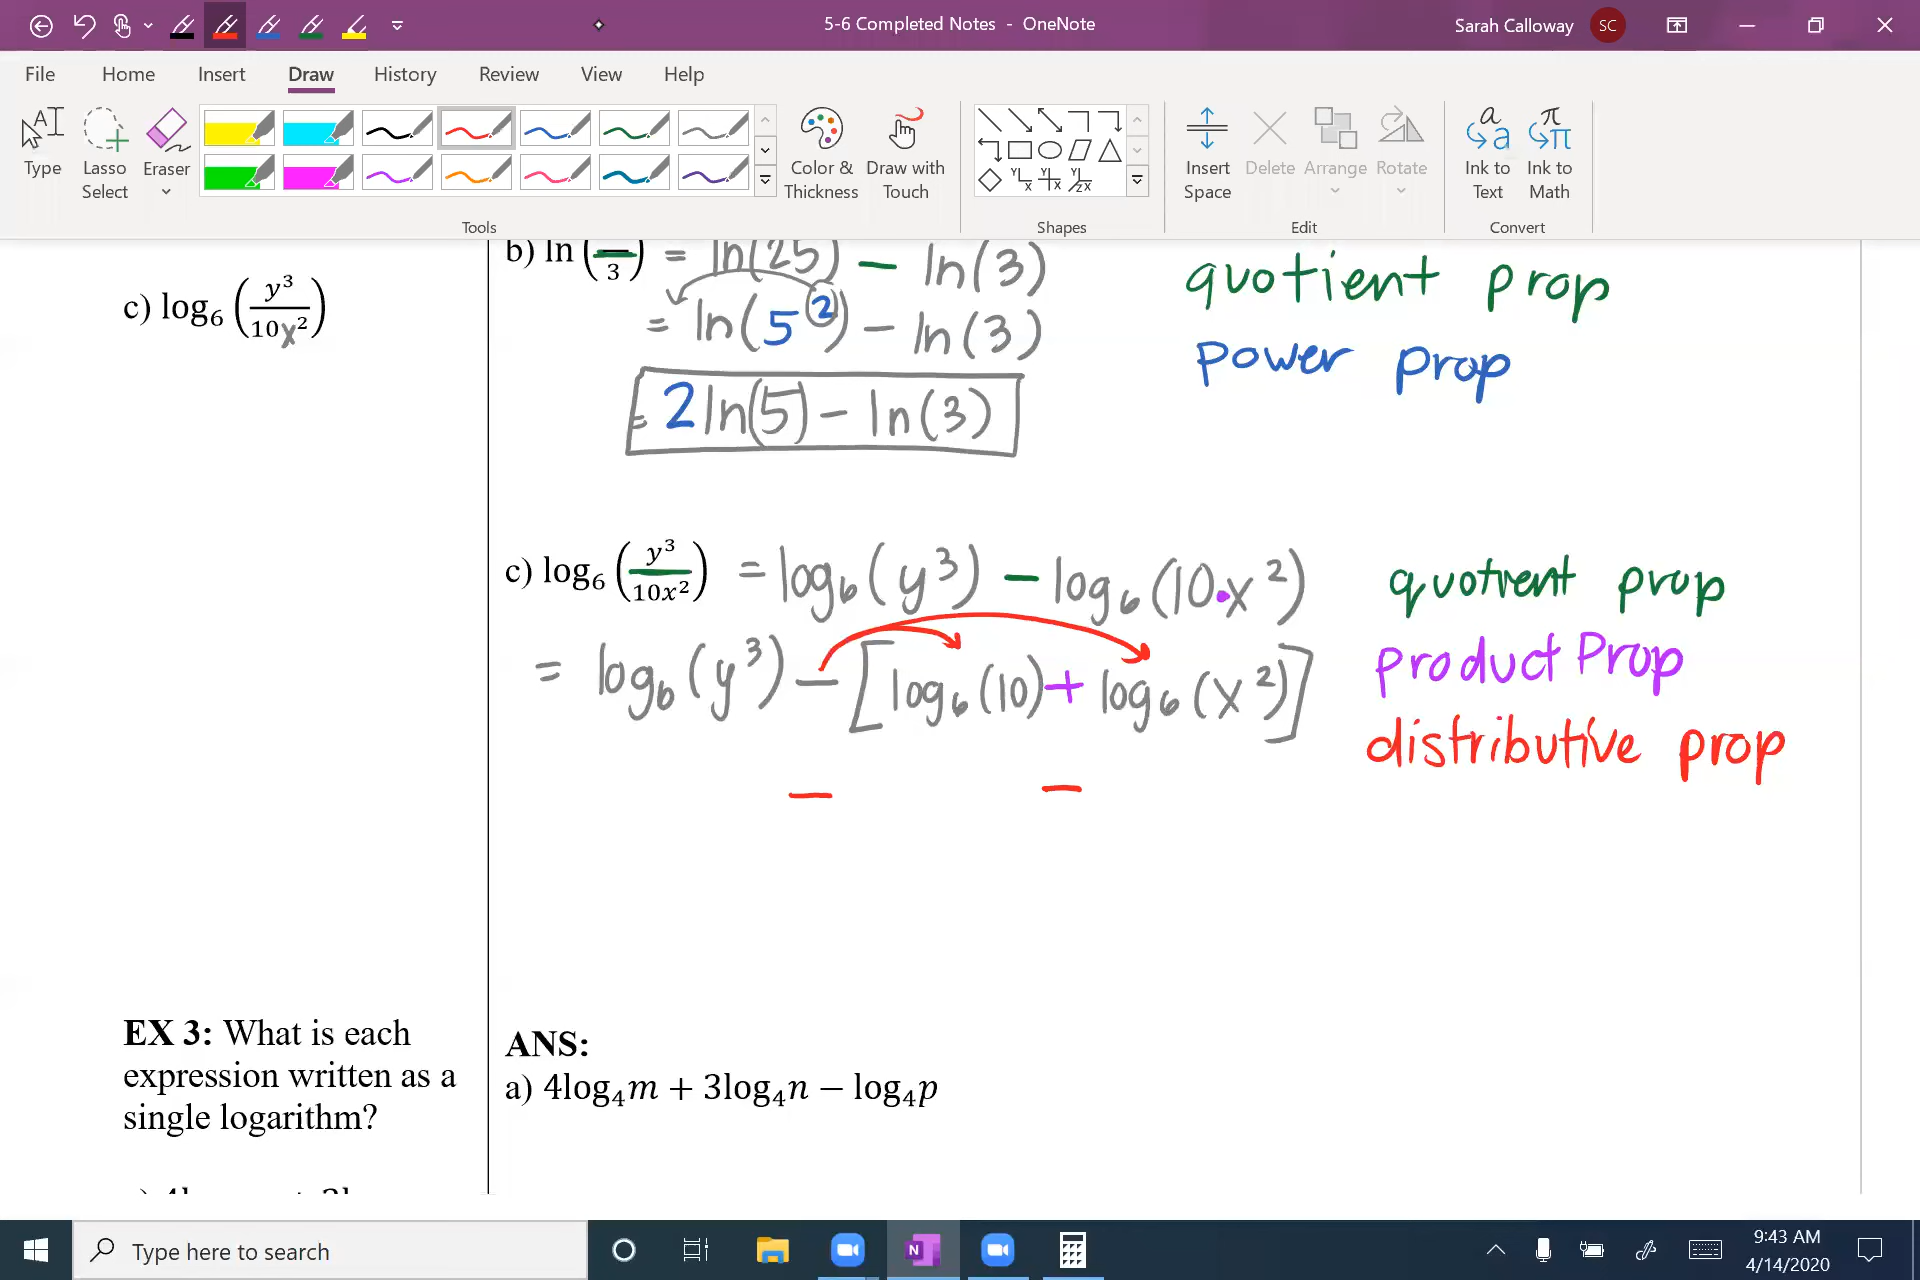 5-6 Completed Notes - OneNote
Sarah Calloway SC
File Home Insert Draw History Review View Help
Type Lasso Select Eraser Color & Thickness Draw with Touch Insert Space Delete Arrange Rotate Ink to Text Ink to Math
Tools Shapes Edit Convert
b) ln (—/3) = ln(25) − ln(3) quotient prop
= ln(5²) − ln(3) power prop
= 2ln(5) − ln(3)
c) log₆(y³/10x²)
c) log₆(y³/10x²) = log₆(y³) − log₆(10·x²) quotient prop
= log₆(y³) − [log₆(10) + log₆(x²)] product Prop
distributive prop
− −
EX 3: What is each
expression written as a
single logarithm?
ANS:
a) 4log₄m + 3log₄n − log₄p
Type here to search
9:43 AM
4/14/2020